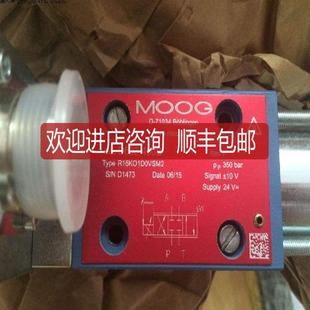 MOOG
D-71034 Böblingen
欢迎进店咨询 顺丰包邮
Type R16KO1D0VSM2
pₚ 350 bar
S/N D1473 Date 06/15
Signal ±10 V
Supply 24 V=
A B
P T
A